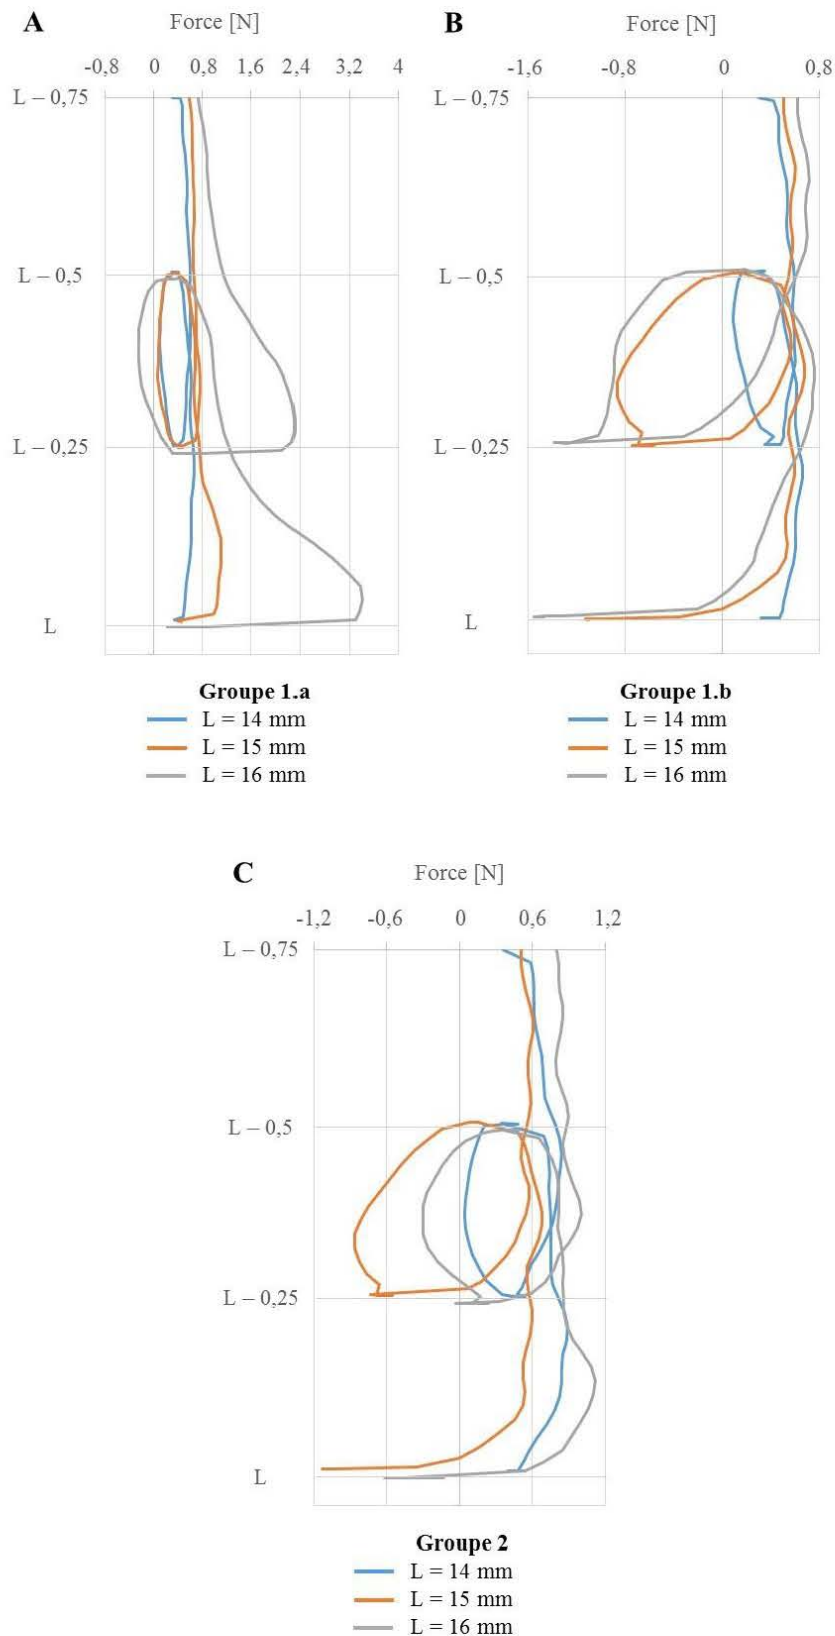 A
Force [N]
-0,8 0 0,8 1,6 2,4 3,2 4
L – 0,75
L – 0,5
L – 0,25
L
Groupe 1.a
L = 14 mm
L = 15 mm
L = 16 mm
B
Force [N]
-1,6 -0,8 0 0,8
L – 0,75
L – 0,5
L – 0,25
L
Groupe 1.b
L = 14 mm
L = 15 mm
L = 16 mm
C
Force [N]
-1,2 -0,6 0 0,6 1,2
L – 0,75
L – 0,5
L – 0,25
L
Groupe 2
L = 14 mm
L = 15 mm
L = 16 mm